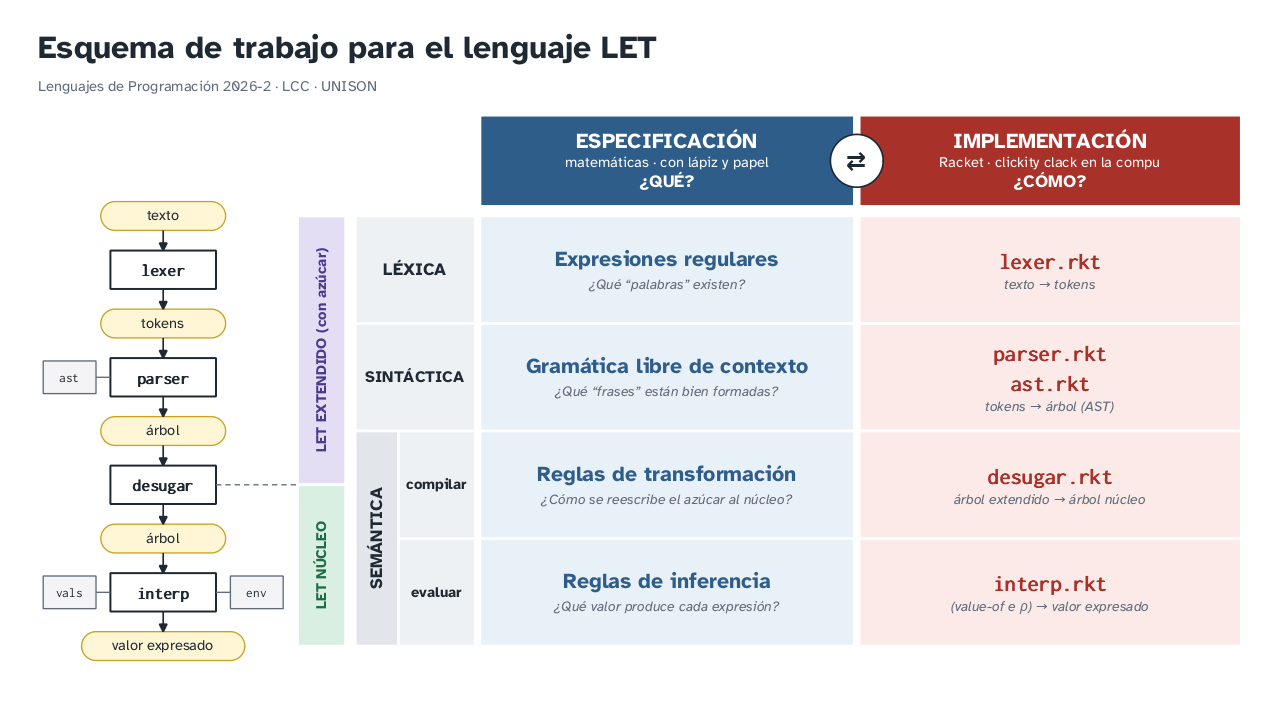 Esquema de trabajo para el lenguaje LET
Lenguajes de Programación 2026-2 · LCC · UNISON
ESPECIFICACIÓN
matemáticas · con lápiz y papel
¿QUÉ?
⇄
IMPLEMENTACIÓN
Racket · clickity clack en la compu
¿CÓMO?
texto
lexer
tokens
ast
parser
árbol
desugar
árbol
vals
interp
env
valor expresado
LET EXTENDIDO (con azúcar)
LET NÚCLEO
LÉXICA
Expresiones regulares
¿Qué “palabras” existen?
lexer.rkt
texto → tokens
SINTÁCTICA
Gramática libre de contexto
¿Qué “frases” están bien formadas?
parser.rkt
ast.rkt
tokens → árbol (AST)
SEMÁNTICA
compilar
Reglas de transformación
¿Cómo se reescribe el azúcar al núcleo?
desugar.rkt
árbol extendido → árbol núcleo
evaluar
Reglas de inferencia
¿Qué valor produce cada expresión?
interp.rkt
(value-of e ρ) → valor expresado